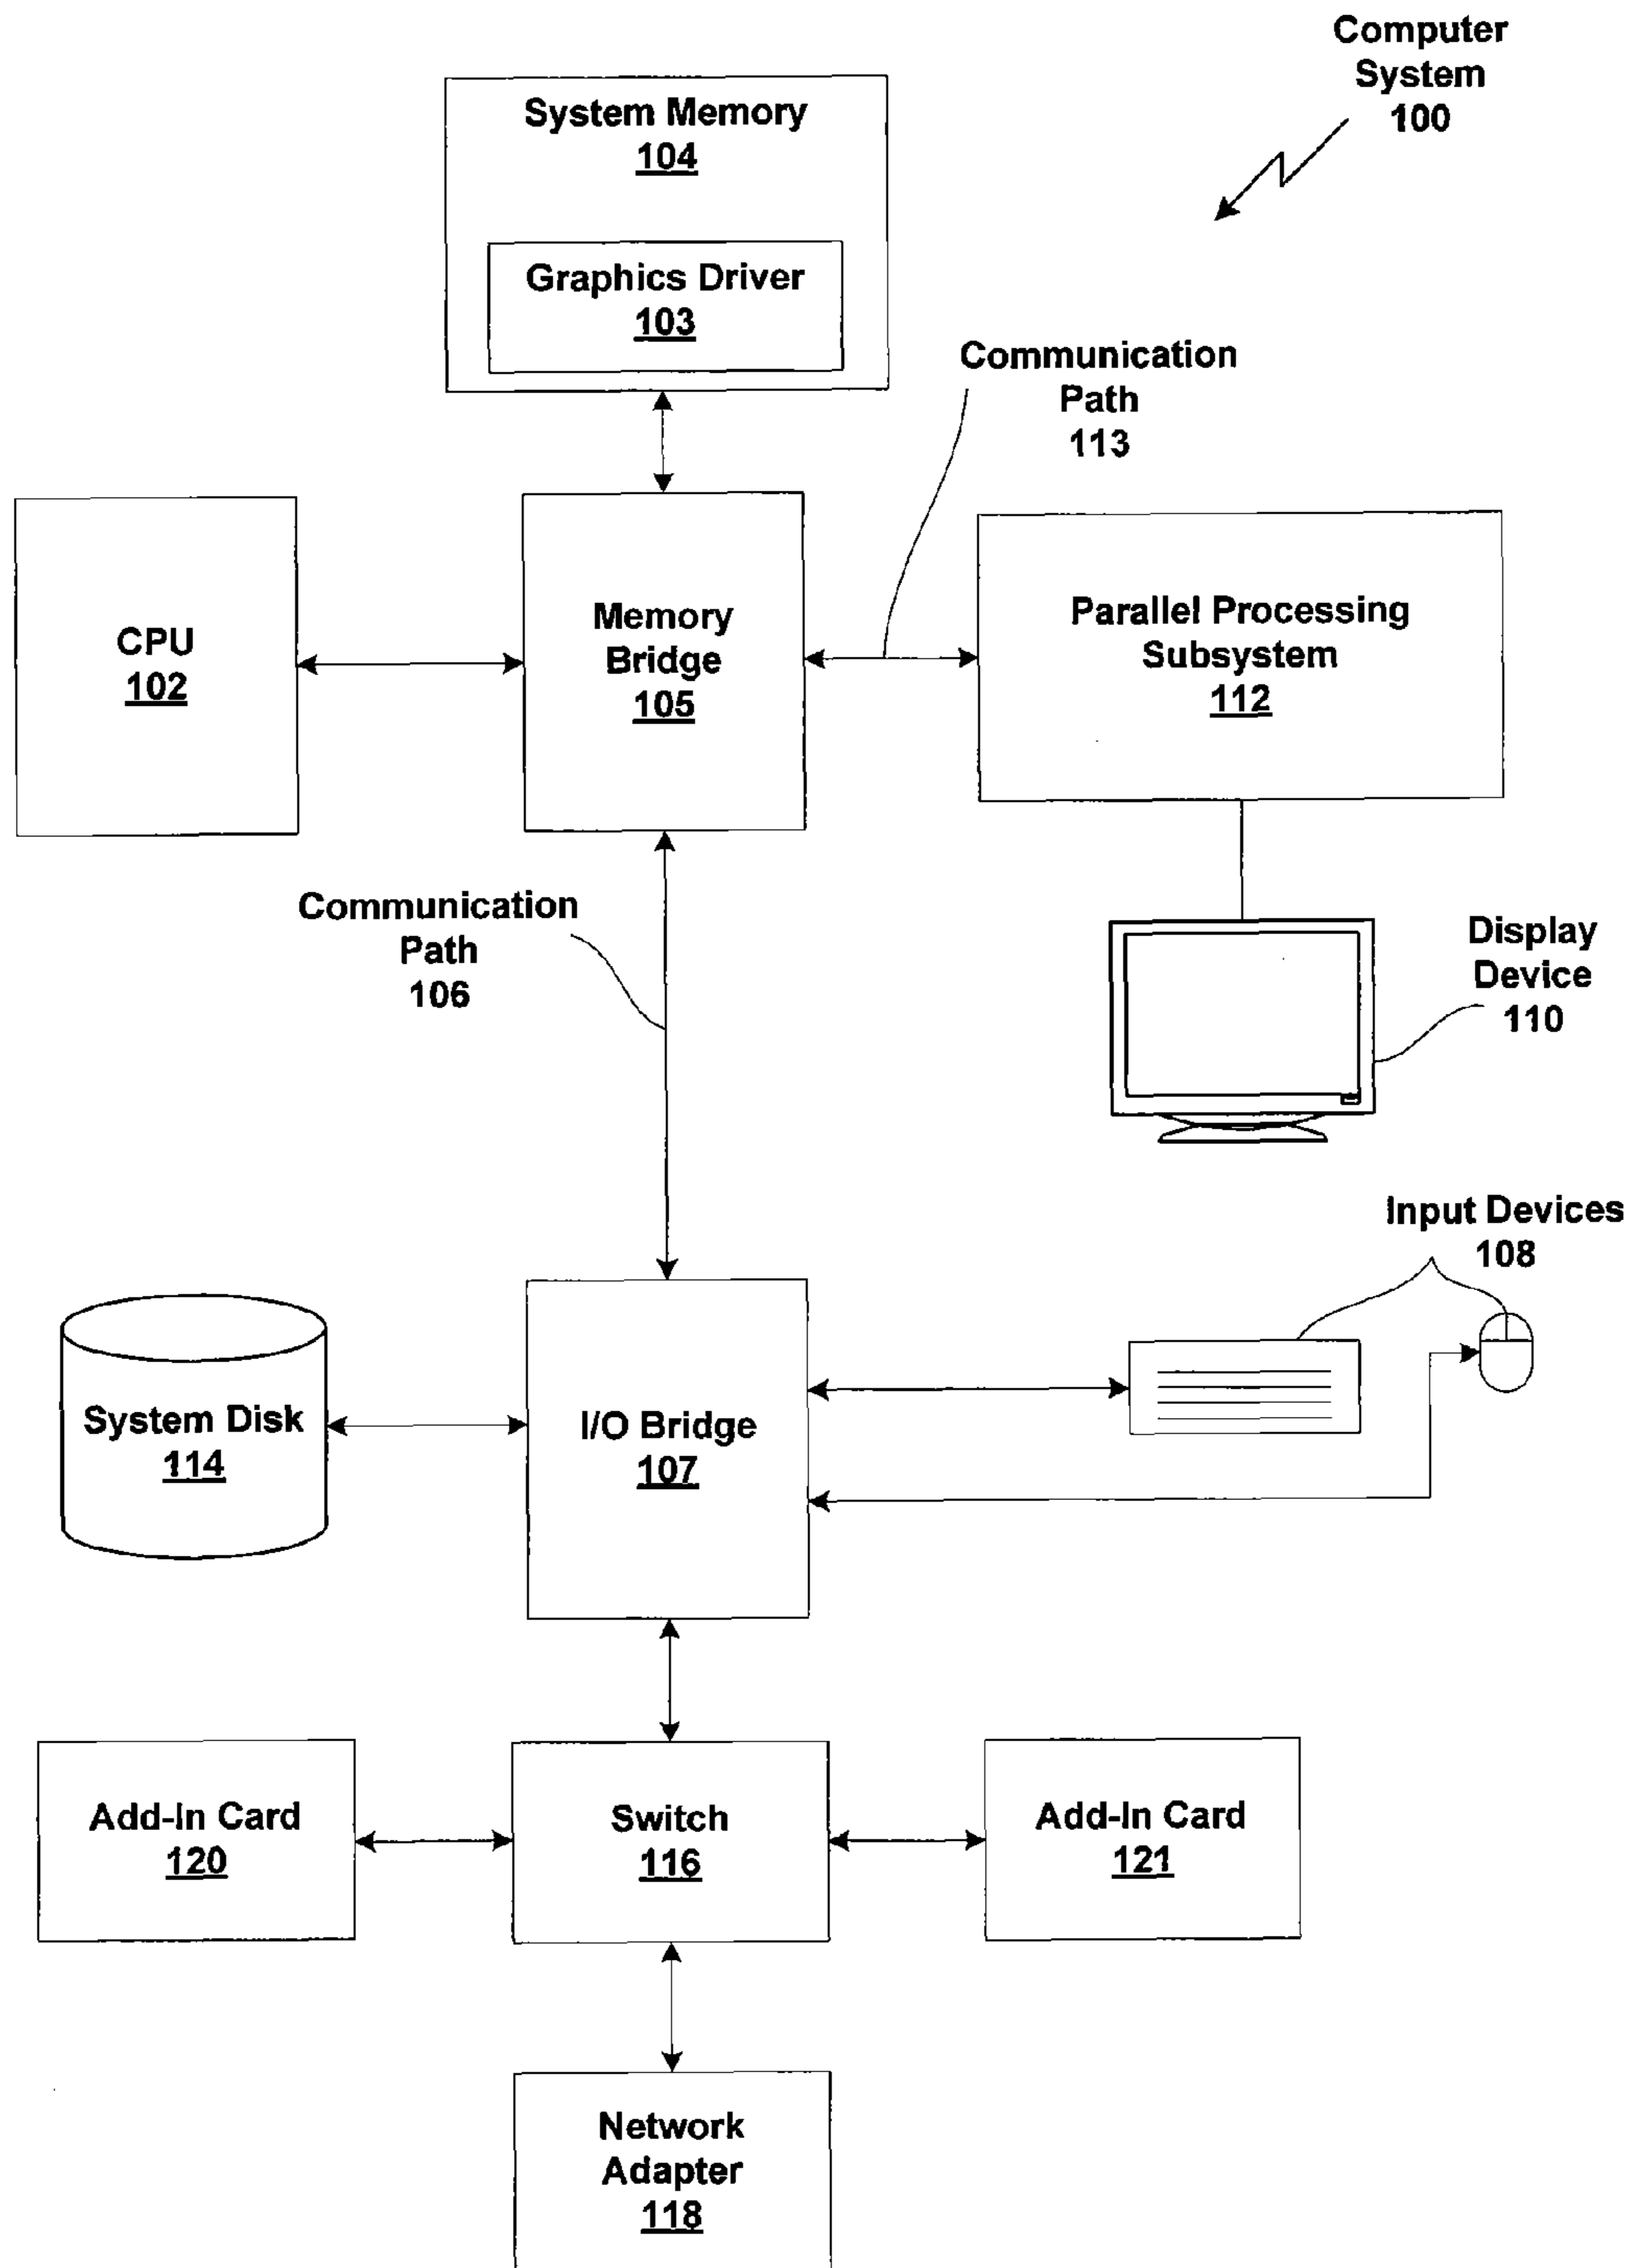 Computer
System
100
System Memory
104
Graphics Driver
103
Communication
Path
113
CPU
102
Memory
Bridge
105
Parallel Processing
Subsystem
112
Communication
Path
106
Display
Device
110
Input Devices
108
System Disk
114
I/O Bridge
107
Add-In Card
120
Switch
116
Add-In Card
121
Network
Adapter
118